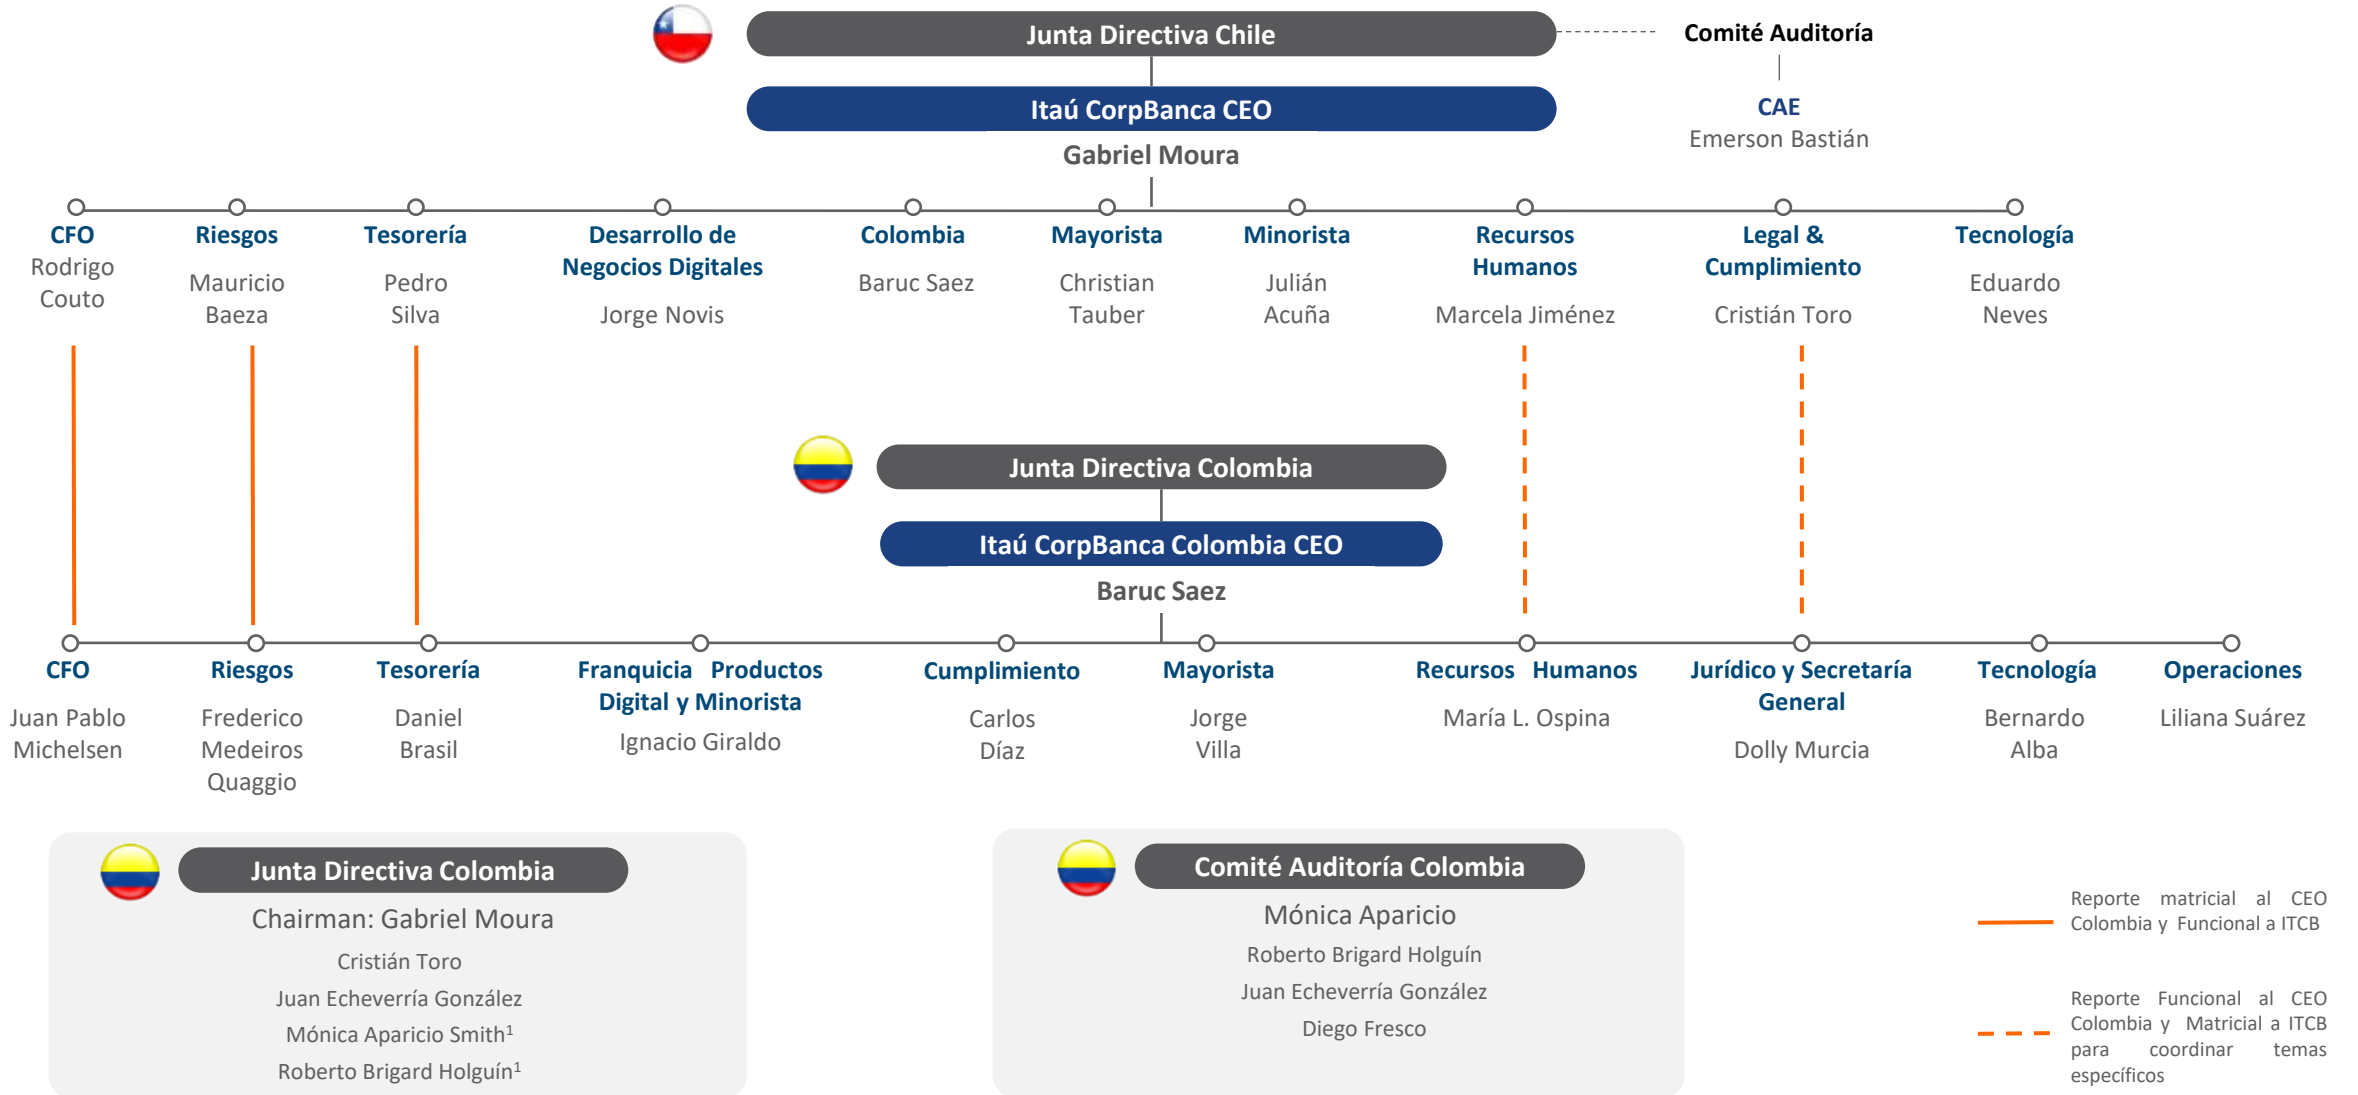 Junta Directiva Chile
Comité Auditoría
Itaú CorpBanca CEO
CAE
Gabriel Moura
Emerson Bastián
CFO
Rodrigo
Couto
Riesgos
Mauricio
Baeza
Tesorería
Pedro
Silva
Desarrollo de
Negocios Digitales
Jorge Novis
Colombia
Baruc Saez
Mayorista
Christian
Tauber
Minorista
Julián
Acuña
Recursos
Humanos
Marcela Jiménez
Legal &
Cumplimiento
Cristián Toro
Tecnología
Eduardo
Neves
Junta Directiva Colombia
Itaú CorpBanca Colombia CEO
Baruc Saez
CFO
Juan Pablo
Michelsen
Riesgos
Frederico
Medeiros
Quaggio
Tesorería
Daniel
Brasil
Franquicia Productos
Digital y Minorista
Ignacio Giraldo
Cumplimiento
Carlos
Díaz
Mayorista
Jorge
Villa
Recursos Humanos
María L. Ospina
Jurídico y Secretaría
General
Dolly Murcia
Tecnología
Bernardo
Alba
Operaciones
Liliana Suárez
Junta Directiva Colombia
Chairman: Gabriel Moura
Cristián Toro
Juan Echeverría González
Mónica Aparicio Smith¹
Roberto Brigard Holguín¹
Comité Auditoría Colombia
Mónica Aparicio
Roberto Brigard Holguín
Juan Echeverría González
Diego Fresco
Reporte matricial al CEO
Colombia y Funcional a ITCB
Reporte Funcional al CEO
Colombia y Matricial a ITCB
para coordinar temas
específicos